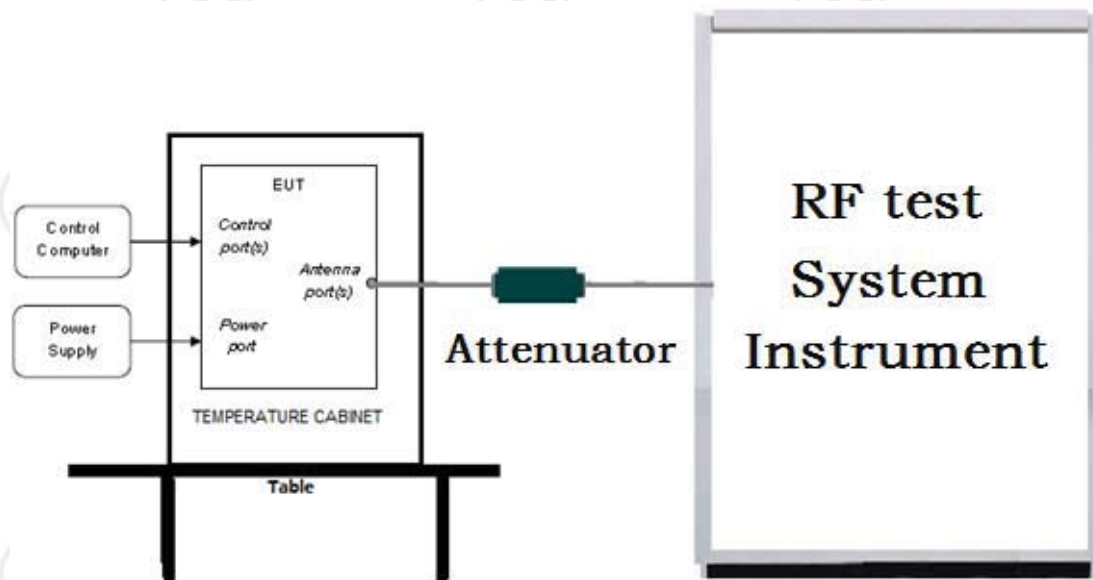 Control
Computer
Power
Supply
EUT
Control
port(s)
Antenna
port(s)
Power
port
TEMPERATURE CABINET
Table
Attenuator
RF test
System
Instrument